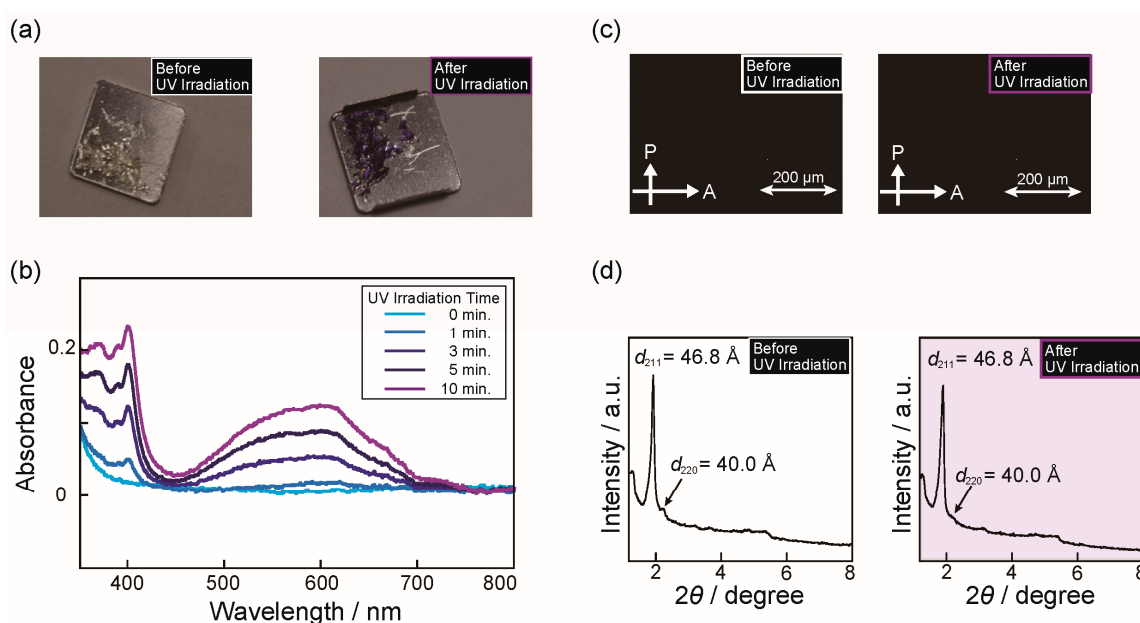 (a)
Before
UV Irradiation
After
UV Irradiation
(b)
UV Irradiation Time
0 min.
1 min.
3 min.
5 min.
10 min.
0.2
0
Absorbance
400 500 600 700 800
Wavelength / nm
(c)
Before
UV Irradiation
P
A
200 µm
After
UV Irradiation
P
A
200 µm
(d)
Before
UV Irradiation
d211 = 46.8 Å
d220 = 40.0 Å
Intensity / a.u.
2 4 6 8
2θ / degree
After
UV Irradiation
d211 = 46.8 Å
d220 = 40.0 Å
Intensity / a.u.
2 4 6 8
2θ / degree